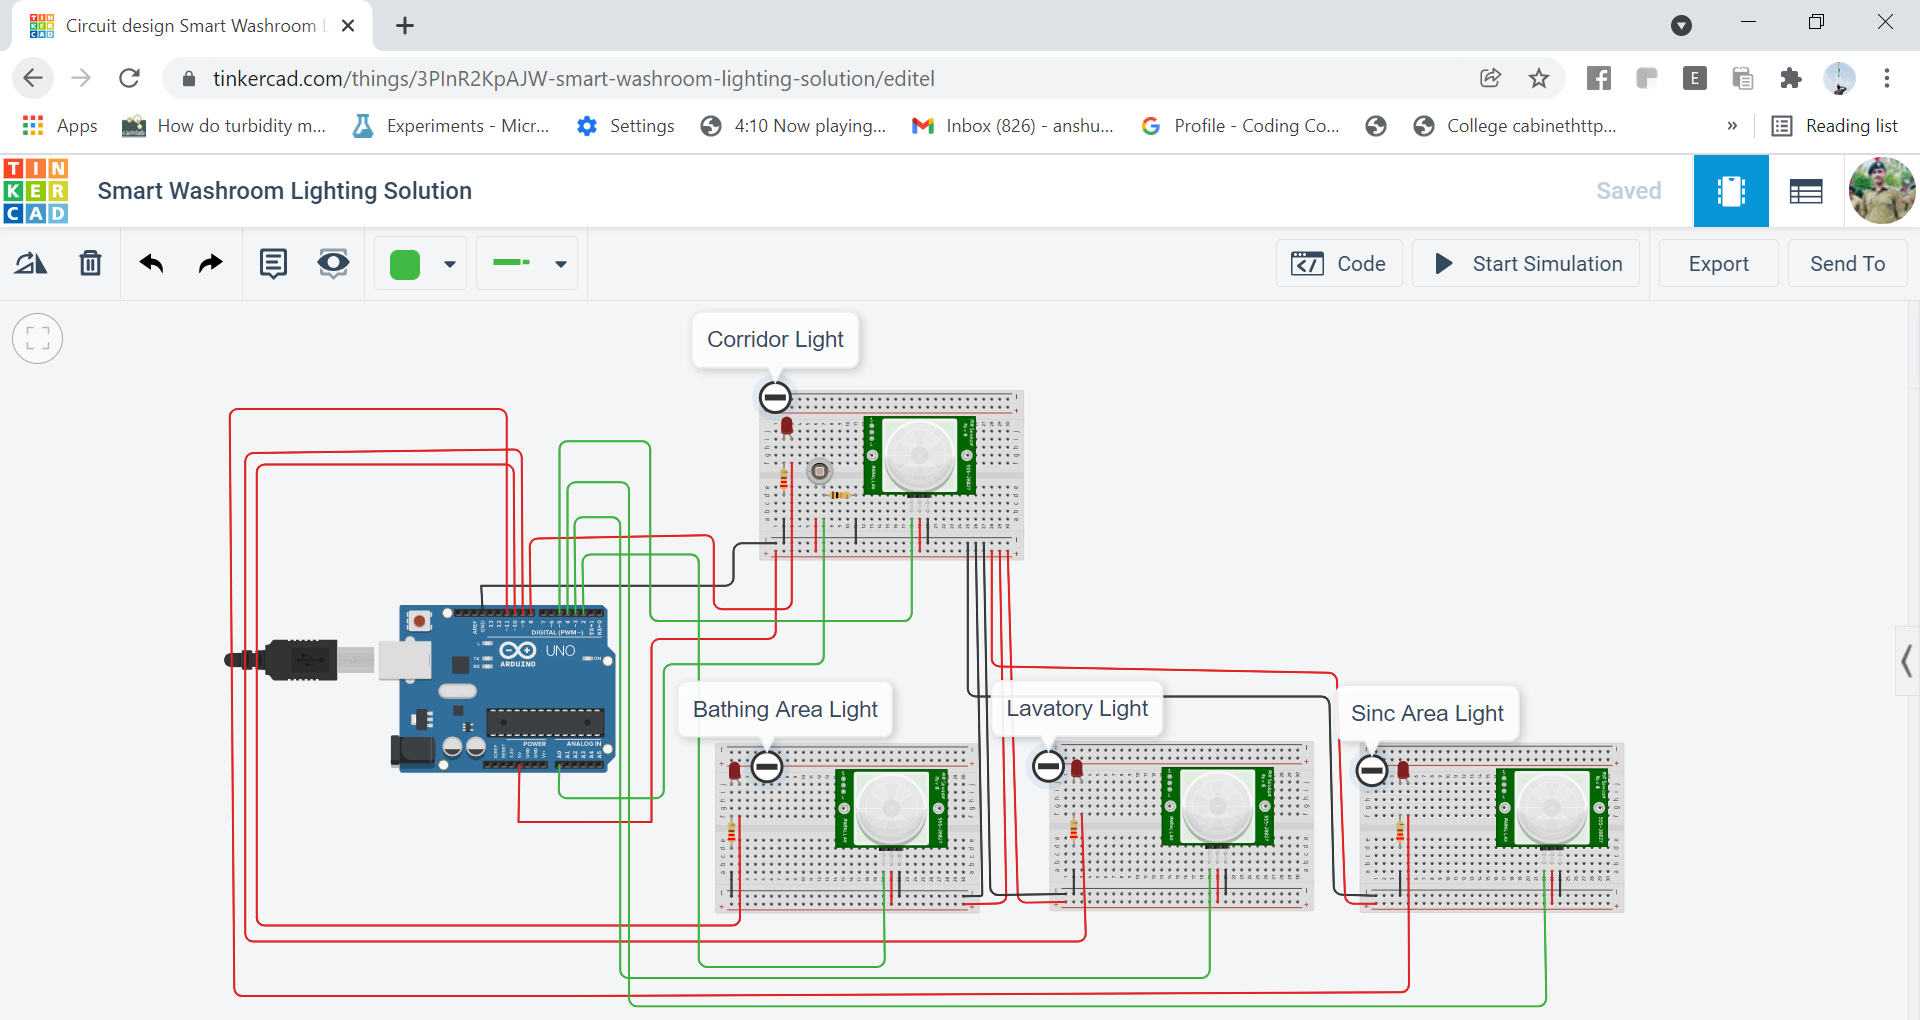 Circuit design Smart Washroom L
tinkercad.com/things/3PInR2KpAJW-smart-washroom-lighting-solution/editel
E
Apps
How do turbidity m...
Experiments - Micr...
Settings
4:10 Now playing...
Inbox (826) - anshu...
Profile - Coding Co...
College cabinethttp...
»
Reading list
TIN
KER
CAD
Smart Washroom Lighting Solution
Saved
Code
Start Simulation
Export
Send To
Corridor Light
DIGITAL (PWM~)
UNO
ARDUINO
ON
POWER
ANALOG IN
Bathing Area Light
Lavatory Light
Sinc Area Light